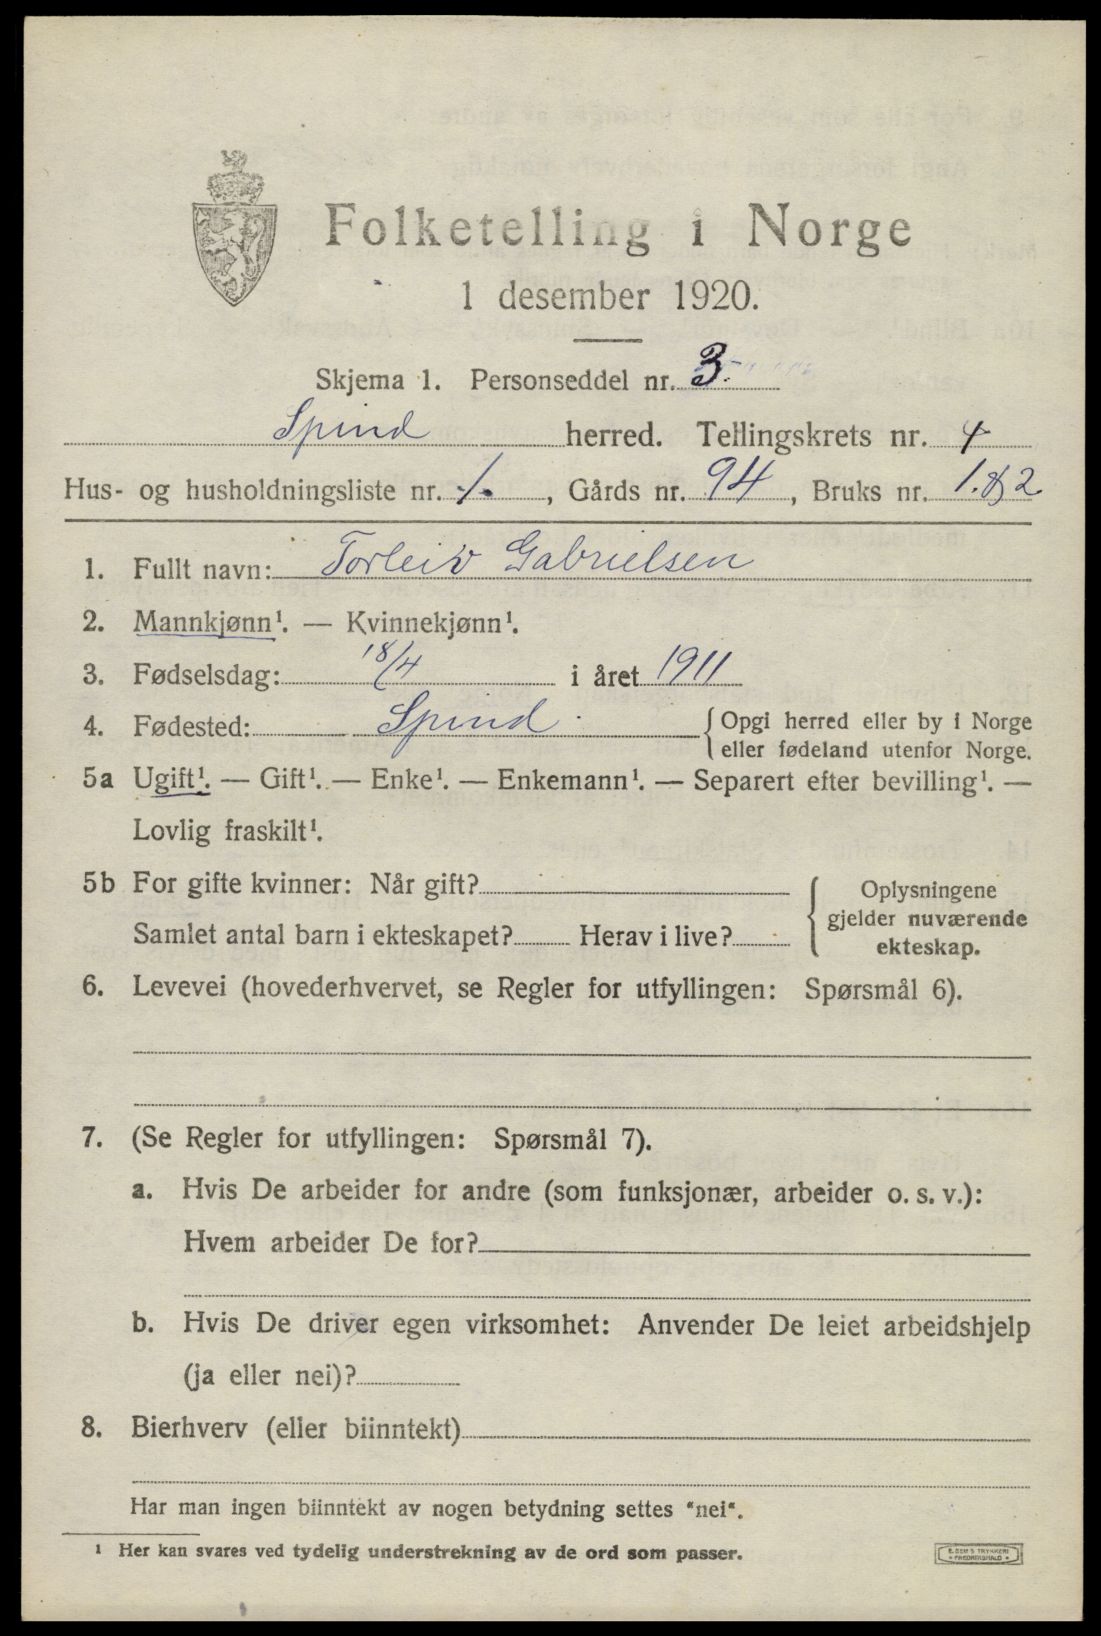 Folketelling i Norge
1 desember 1920.
Skjema 1. Personseddel nr. 3.
Spind herred. Tellingskrets nr. 4
Hus- og husholdningsliste nr. 1., Gårds nr. 94, Bruks nr. 1. & 2
1. Fullt navn: Torleiv Gabrielsen
2. Mannkjønn¹. — Kvinnekjønn¹.
3. Fødselsdag: 18/4 i året 1911
4. Fødested: Spind. {Opgi herred eller by i Norge
eller fødeland utenfor Norge.
5a Ugift¹. — Gift¹. — Enke¹. — Enkemann¹. — Separert efter bevilling¹. —
Lovlig fraskilt¹.
5b For gifte kvinner: Når gift? { Oplysningene
gjelder nuværende
Samlet antal barn i ekteskapet? Herav i live?
ekteskap.
6. Levevei (hovederhvervet, se Regler for utfyllingen: Spørsmål 6).
7. (Se Regler for utfyllingen: Spørsmål 7).
a. Hvis De arbeider for andre (som funksjonær, arbeider o. s. v.):
Hvem arbeider De for?
b. Hvis De driver egen virksomhet: Anvender De leiet arbeidshjelp
(ja eller nei)?
8. Bierhverv (eller biinntekt)
Har man ingen biinntekt av nogen betydning settes "nei".
¹ Her kan svares ved tydelig understrekning av de ord som passer.
E. SEM'S TRYKKERI
FREDRIKSHALD